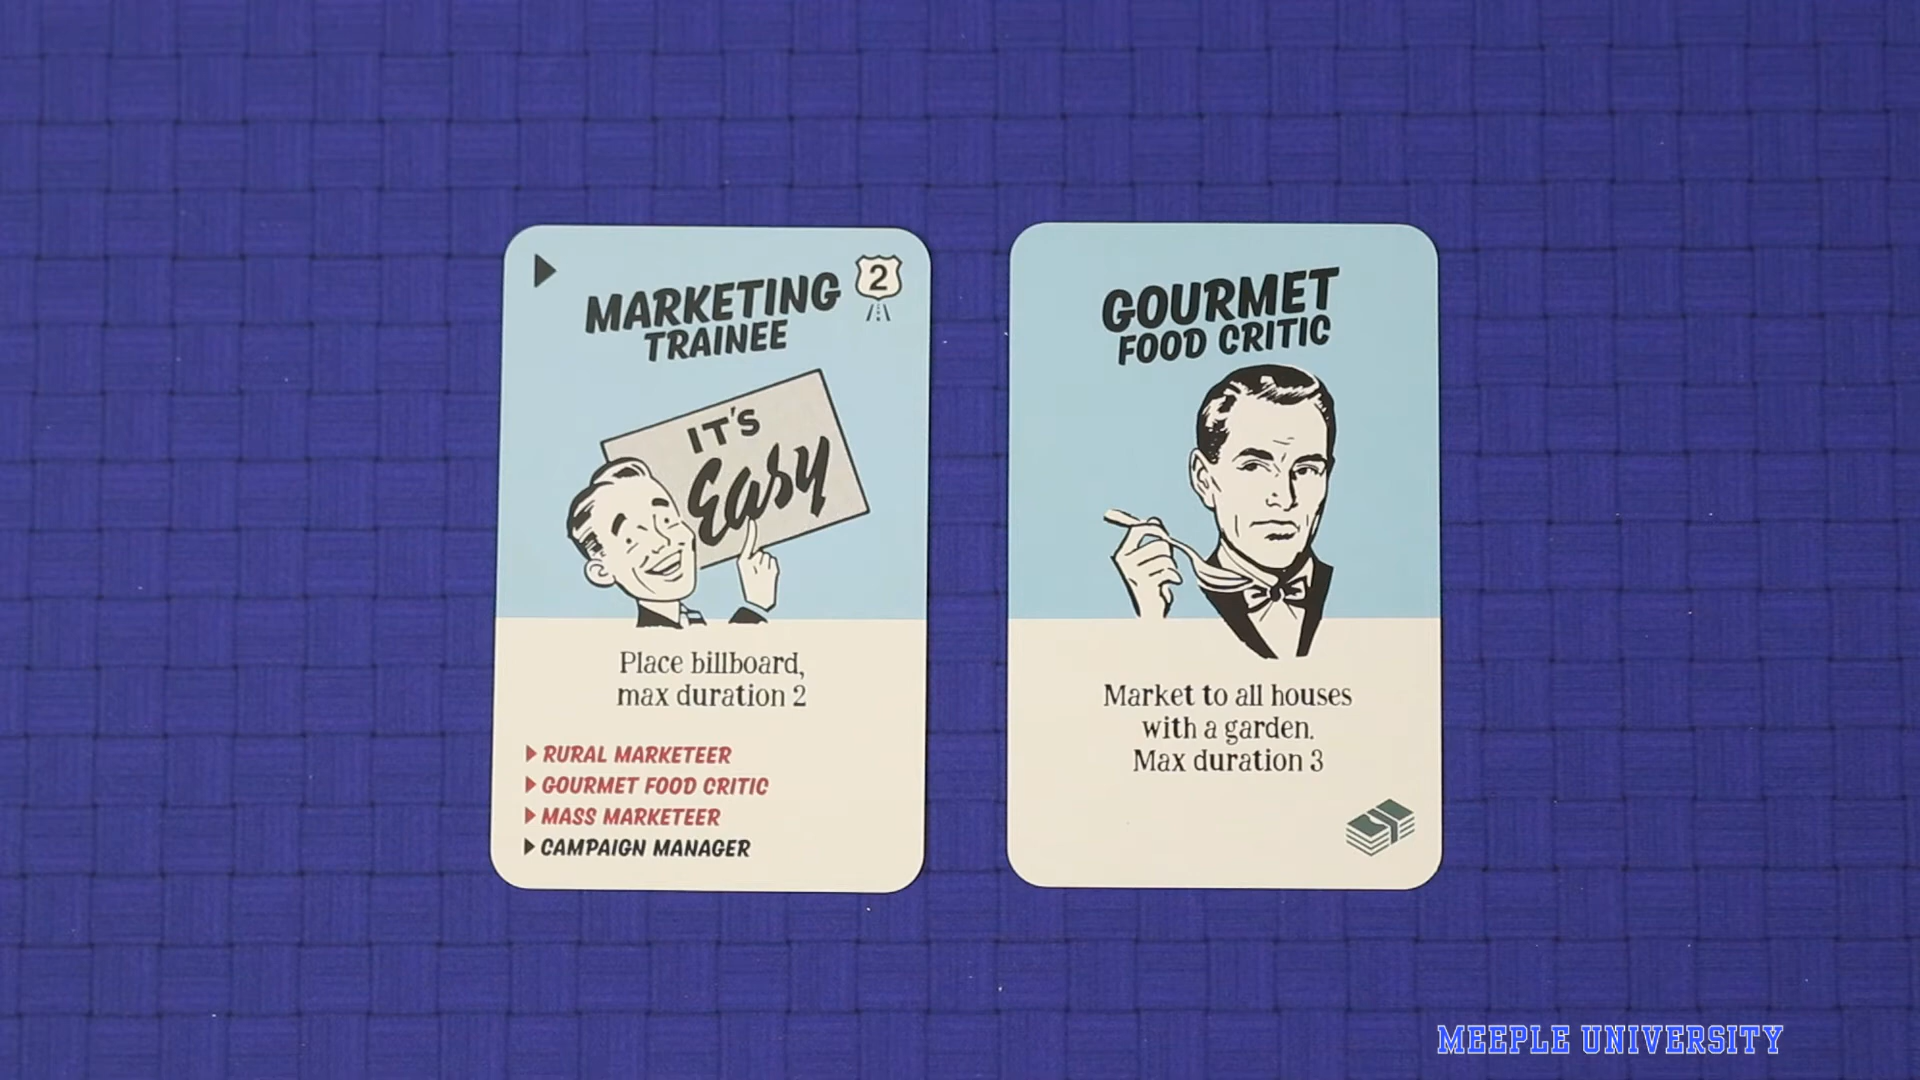 MARKETING
TRAINEE
2
IT'S
Easy
Place billboard,
max duration 2
RURAL MARKETEER
GOURMET FOOD CRITIC
MASS MARKETEER
CAMPAIGN MANAGER
GOURMET
FOOD CRITIC
Market to all houses
with a garden.
Max duration 3
MEEPLE UNIVERSITY